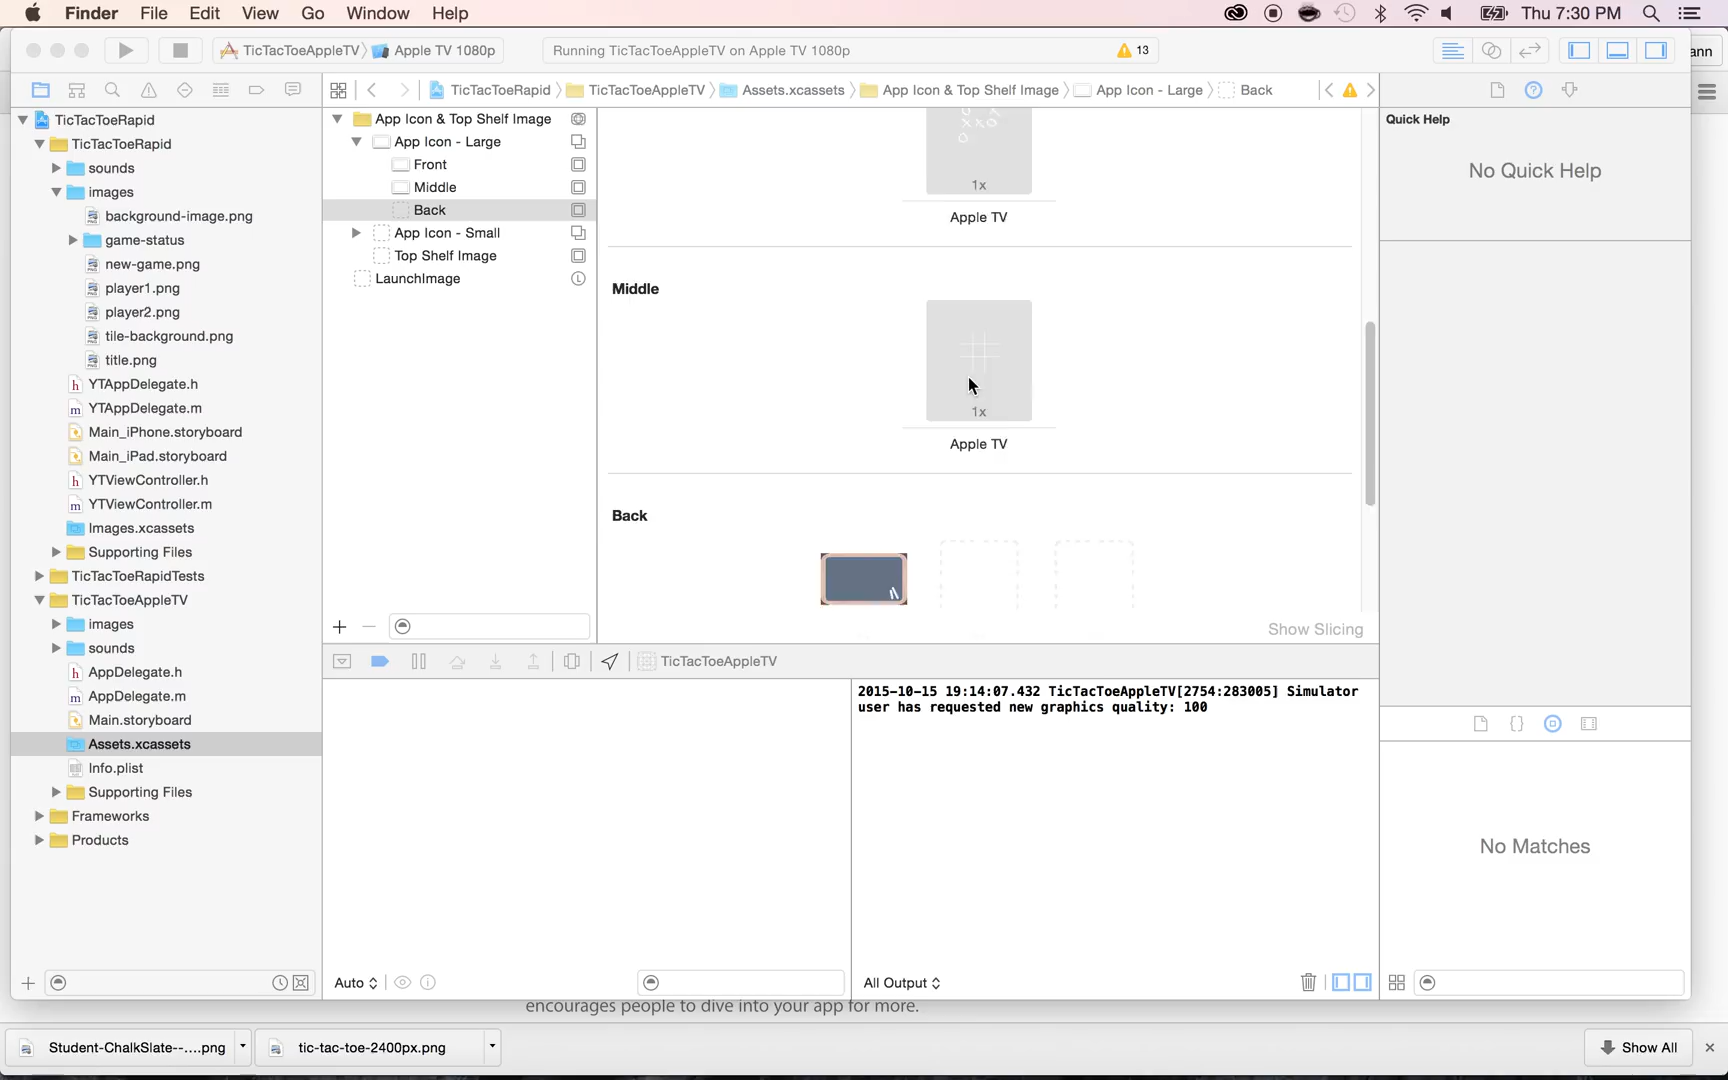 Finder File Edit View Go Window Help Thu 7:30 PM
TicTacToeAppleTV Apple TV 1080p Running TicTacToeAppleTV on Apple TV 1080p 13 ann
TicTacToeRapid TicTacToeAppleTV Assets.xcassets App Icon & Top Shelf Image App Icon - Large Back
TicTacToeRapid
TicTacToeRapid
sounds
images
background-image.png
game-status
new-game.png
player1.png
player2.png
tile-background.png
title.png
h YTAppDelegate.h
m YTAppDelegate.m
Main_iPhone.storyboard
Main_iPad.storyboard
h YTViewController.h
m YTViewController.m
Images.xcassets
Supporting Files
TicTacToeRapidTests
TicTacToeAppleTV
images
sounds
h AppDelegate.h
m AppDelegate.m
Main.storyboard
Assets.xcassets
Info.plist
Supporting Files
Frameworks
Products
App Icon & Top Shelf Image
App Icon - Large
Front
Middle
Back
App Icon - Small
Top Shelf Image
LaunchImage
L
1x
Apple TV
Middle
1x
Apple TV
Back
Show Slicing
TicTacToeAppleTV
2015-10-15 19:14:07.432 TicTacToeAppleTV[2754:283005] Simulator
user has requested new graphics quality: 100
Auto
All Output
Quick Help
No Quick Help
No Matches
encourages people to dive into your app for more.
Student-ChalkSlate--....png tic-tac-toe-2400px.png Show All